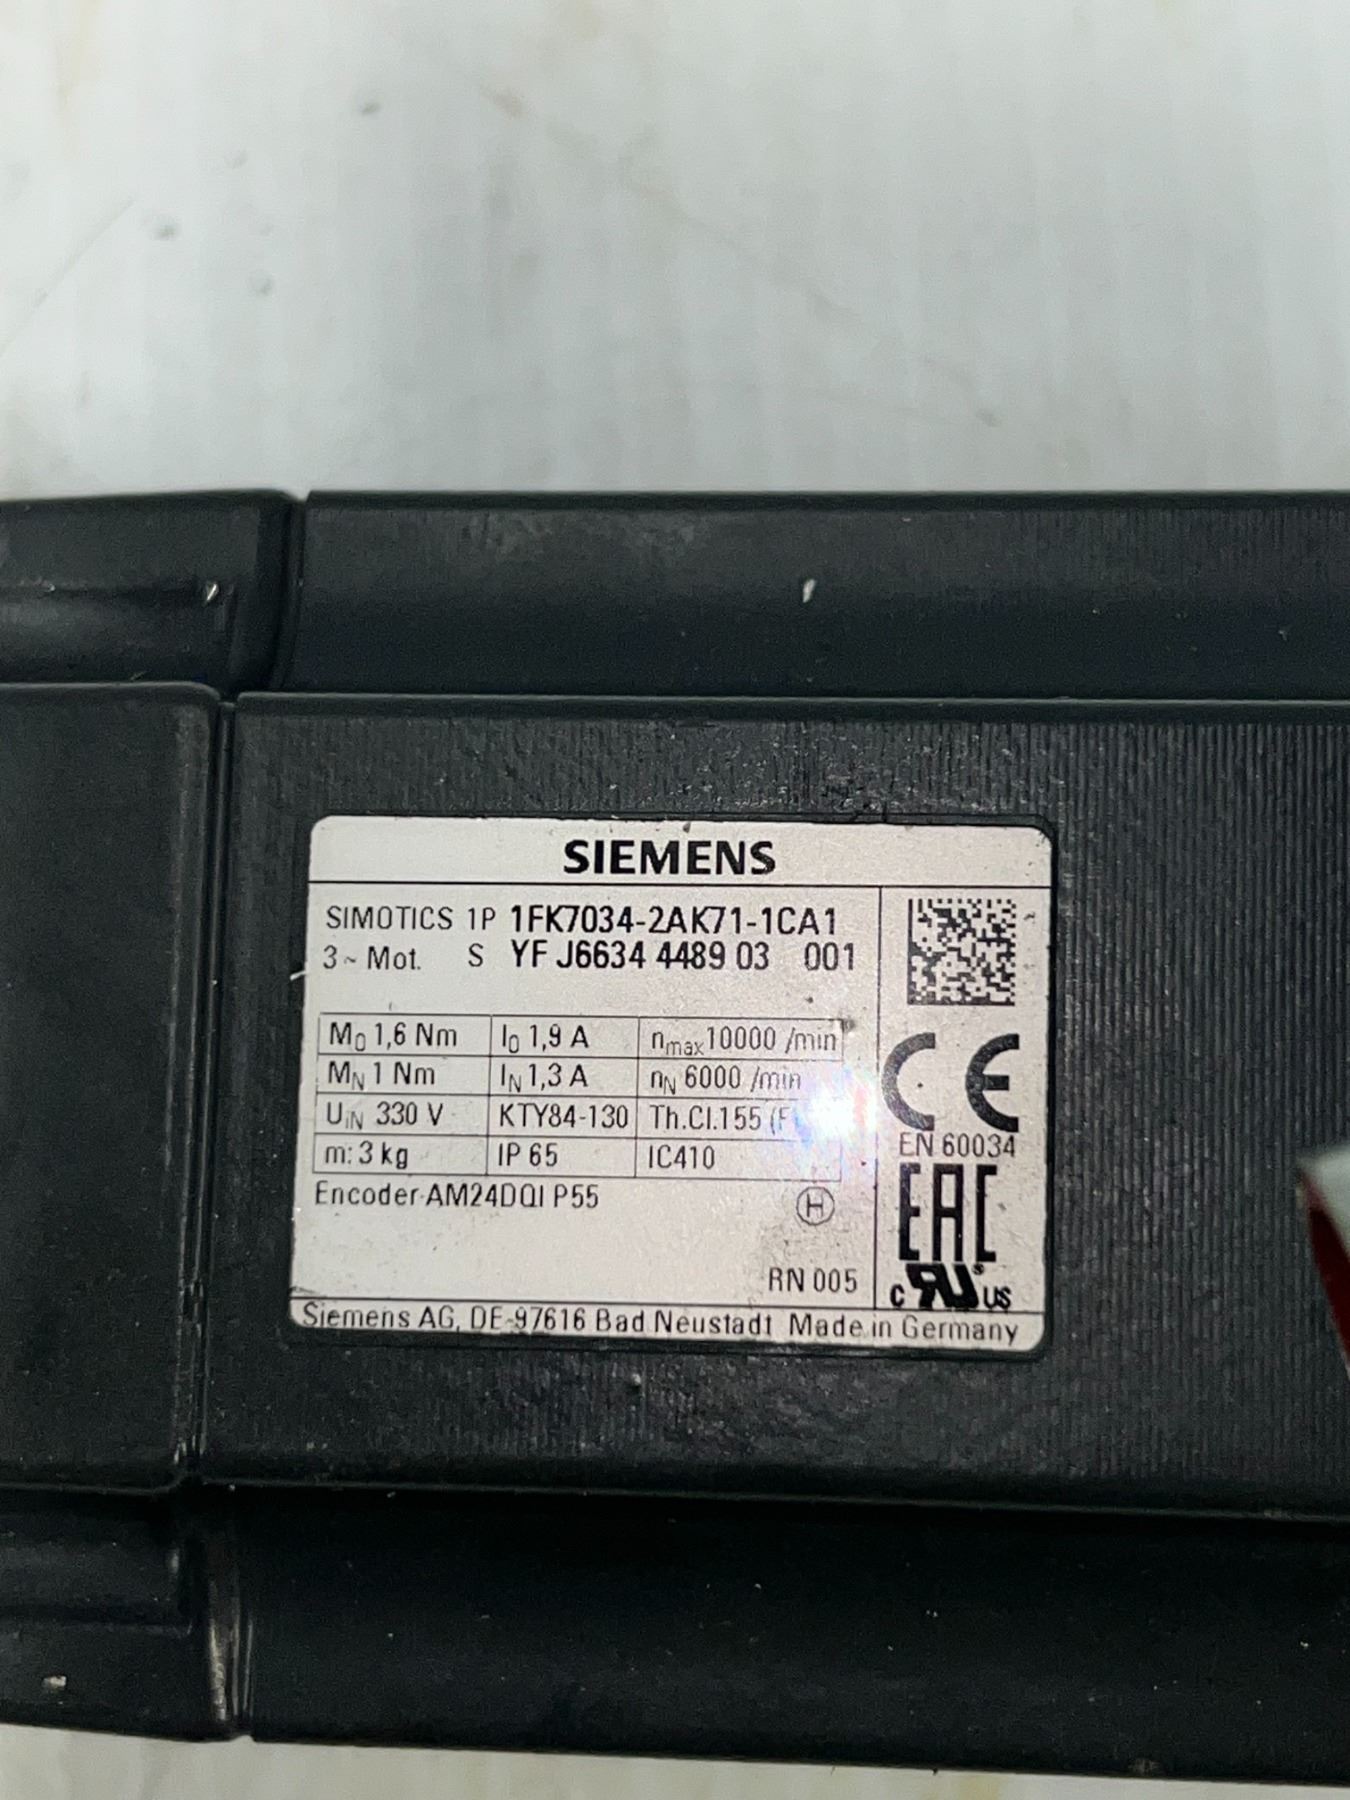 SIEMENS
SIMOTICS 1P 1FK7034-2AK71-1CA1
3~ Mot. S YF J6634 4489 03 001
M0 1,6 Nm I0 1,9 A nmax 10000 /min
MN 1 Nm IN 1,3 A nN 6000 /min
UiN 330 V KTY84-130 Th.Cl.155 (F
m: 3 kg IP 65 IC410
Encoder AM24DQI P55 H
RN 005
CE
EN 60034
EAC
c RU US
Siemens AG, DE-97616 Bad Neustadt Made in Germany